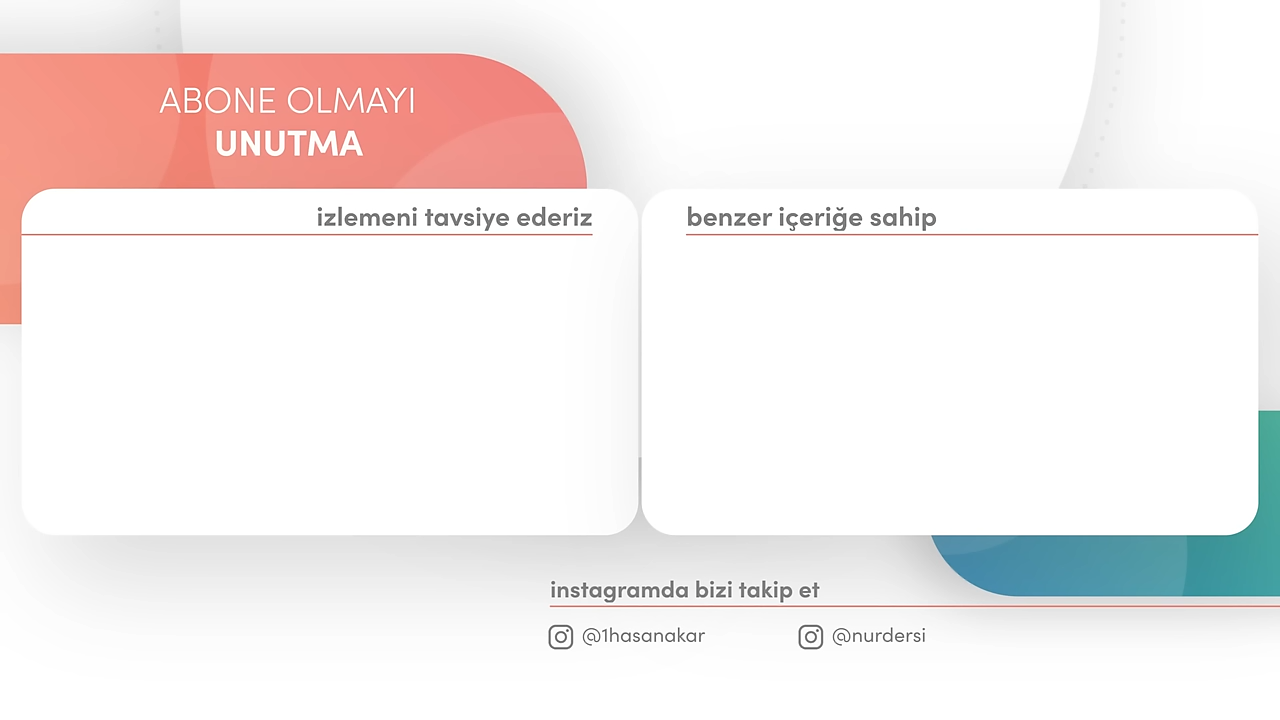 ABONE OLMAYI
UNUTMA
izlemeni tavsiye ederiz
benzer içeriğe sahip
instagramda bizi takip et
@1hasanakar
@nurdersi